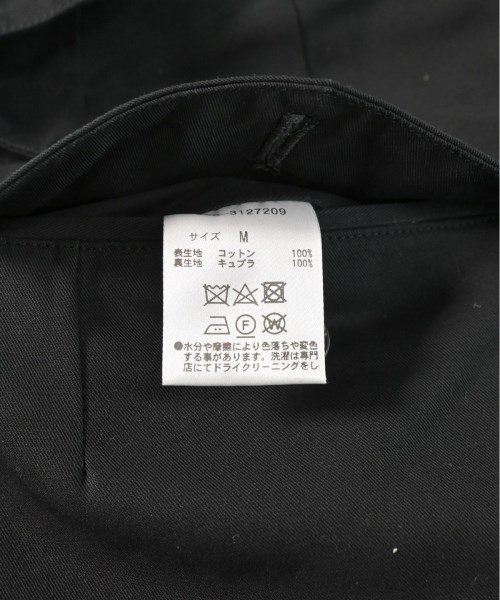 3127209
サイズ M
表生地 コットン 100%
裏生地 キュプラ 100%
F W
●水分や摩擦により色落ちや変色
する事があります。洗濯は専門
店にてドライクリーニングをし